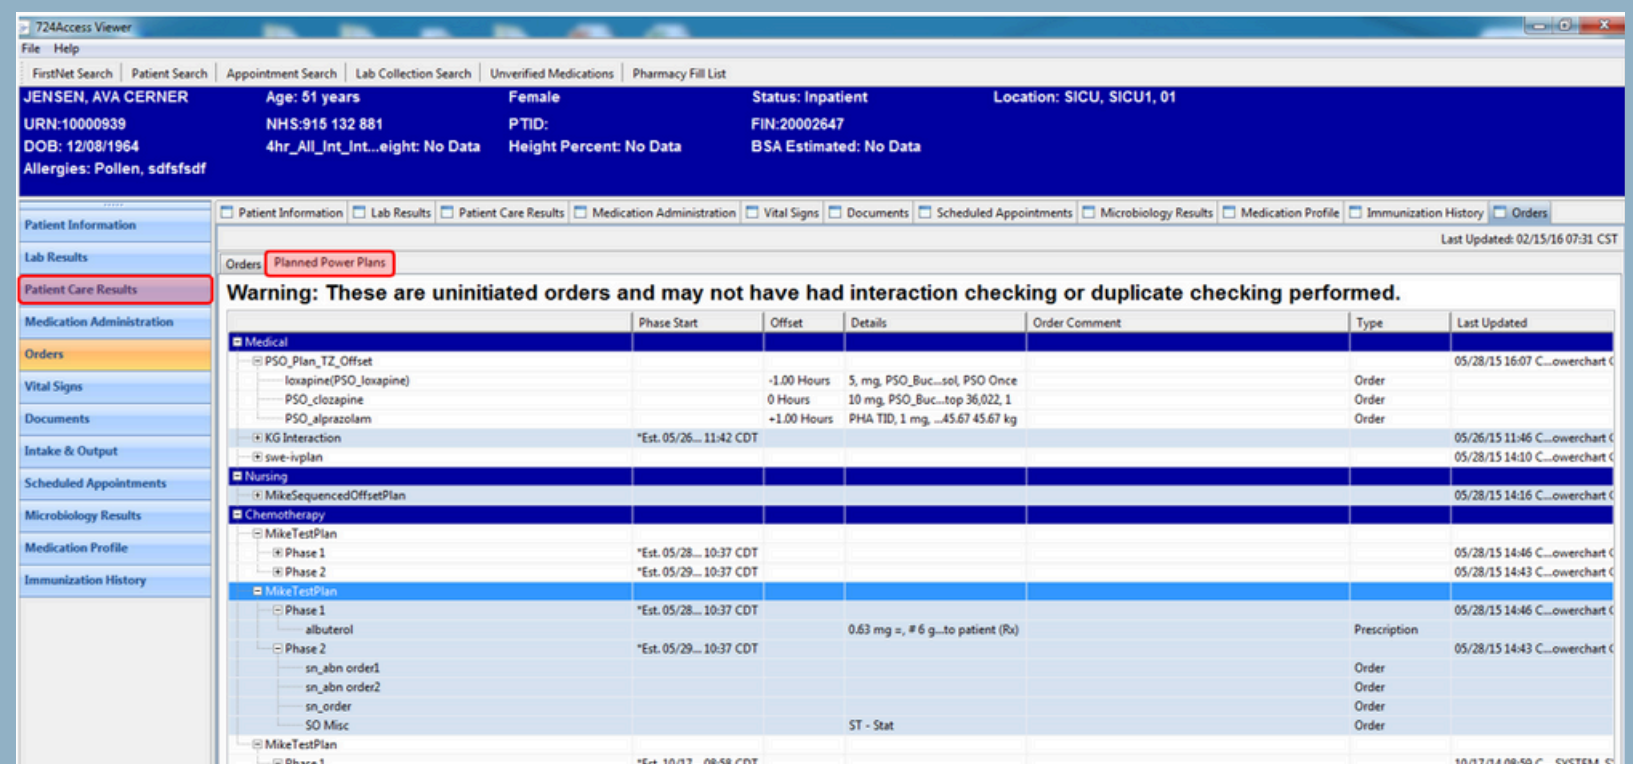 724Access Viewer
File Help
FirstNet Search Patient Search Appointment Search Lab Collection Search Unverified Medications Pharmacy Fill List
JENSEN, AVA CERNER Age: 51 years Female Status: Inpatient Location: SICU, SICU1, 01
URN:10000939 NHS:915 132 881 PTID: FIN:20002647
DOB: 12/08/1964 4hr_All_Int_Int...eight: No Data Height Percent: No Data BSA Estimated: No Data
Allergies: Pollen, sdfsfsdf
Patient Information Lab Results Patient Care Results Medication Administration Vital Signs Documents Scheduled Appointments Microbiology Results Medication Profile Immunization History Orders
Last Updated: 02/15/16 07:31 CST
Patient Information
Lab Results
Patient Care Results
Medication Administration
Orders
Vital Signs
Documents
Intake & Output
Scheduled Appointments
Microbiology Results
Medication Profile
Immunization History
Orders Planned Power Plans
Warning: These are uninitiated orders and may not have had interaction checking or duplicate checking performed.
Phase Start Offset Details Order Comment Type Last Updated
Medical
PSO_Plan_TZ_Offset 05/28/15 16:07 C...owerchart
loxapine(PSO_loxapine) -1.00 Hours 5, mg, PSO_Buc...sol, PSO Once Order
PSO_clozapine 0 Hours 10 mg, PSO_Buc...top 36,022, 1 Order
PSO_alprazolam +1.00 Hours PHA TID, 1 mg, ...45.67 45.67 kg Order
KG Interaction *Est. 05/26... 11:42 CDT 05/26/15 11:46 C...owerchart
swe-ivplan 05/28/15 14:10 C...owerchart
Nursing
MikeSequencedOffsetPlan 05/28/15 14:16 C...owerchart
Chemotherapy
MikeTestPlan
Phase 1 *Est. 05/28... 10:37 CDT 05/28/15 14:46 C...owerchart
Phase 2 *Est. 05/29... 10:37 CDT 05/28/15 14:43 C...owerchart
MikeTestPlan
Phase 1 *Est. 05/28... 10:37 CDT 05/28/15 14:46 C...owerchart
albuterol 0.63 mg =, # 6 g...to patient (Rx) Prescription
Phase 2 *Est. 05/29... 10:37 CDT 05/28/15 14:43 C...owerchart
sn_abn order1 Order
sn_abn order2 Order
sn_order Order
SO Misc ST - Stat Order
MikeTestPlan
Phase 1 *Est. 10/17... 08:58 CDT 10/17/14 08:59 C... SYSTEM